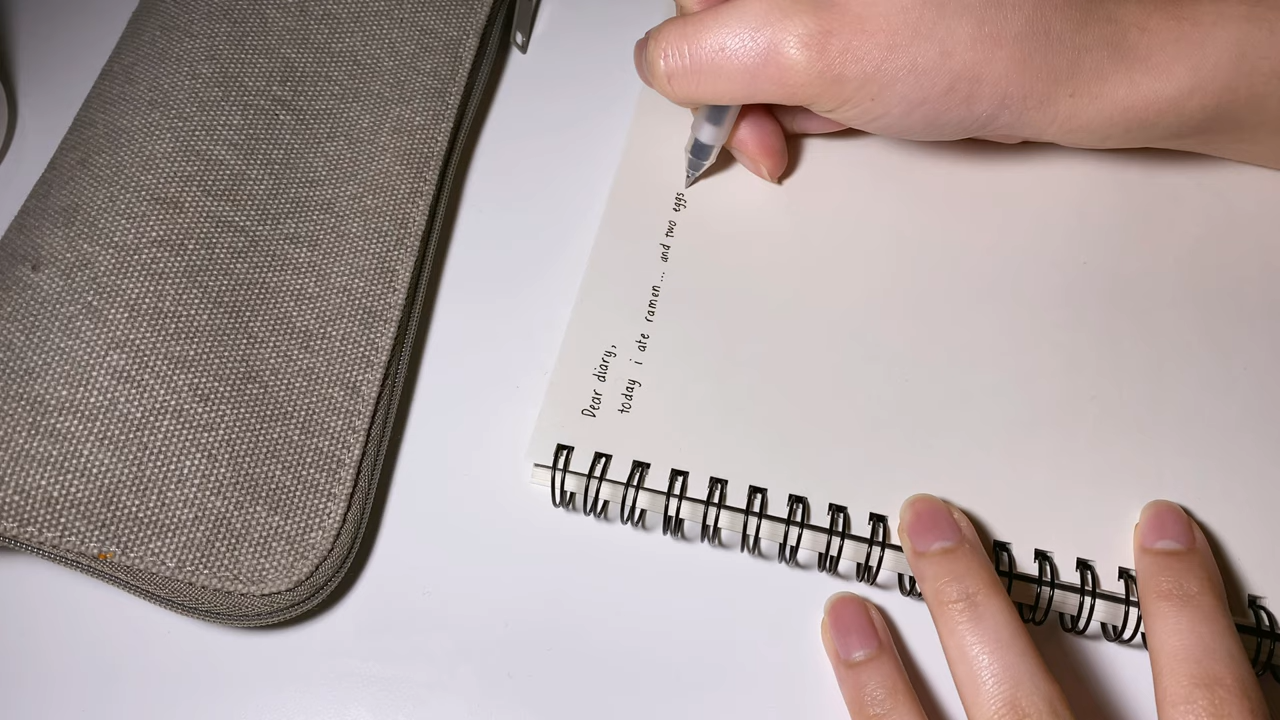 Dear diary,
today i ate ramen... and two eggs